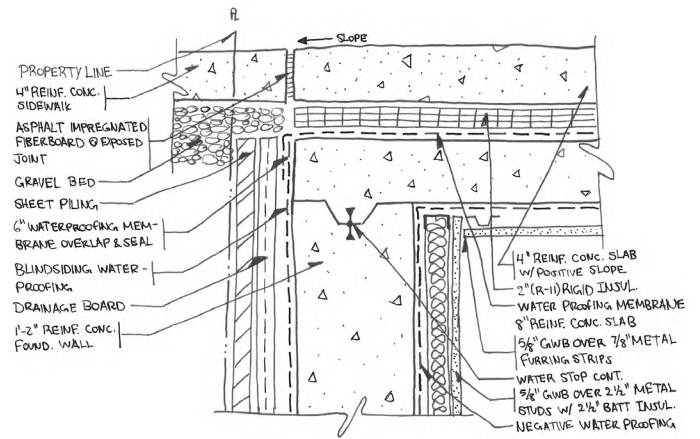 PL
SLOPE
PROPERTY LINE
4" REINF. CONC.
SIDEWALK
ASPHALT IMPREGNATED
FIBERBOARD @ EXPOSED
JOINT
GRAVEL BED
SHEET PILING
6" WATERPROOFING MEM-
BRANE OVERLAP & SEAL
BLINDSIDING WATER-
PROOFING
DRAINAGE BOARD
1'-2" REINF. CONC.
FOUND. WALL
4" REINF. CONC. SLAB
W/ POSITIVE SLOPE
2" (R-11) RIGID INSUL.
WATER PROOFING MEMBRANE
8" REINF. CONC. SLAB
5/8" GWB OVER 7/8" METAL
FURRING STRIPS
WATER STOP CONT.
5/8" GWB OVER 2 1/2" METAL
STUDS W/ 2 1/2" BATT INSUL.
NEGATIVE WATER PROOFING